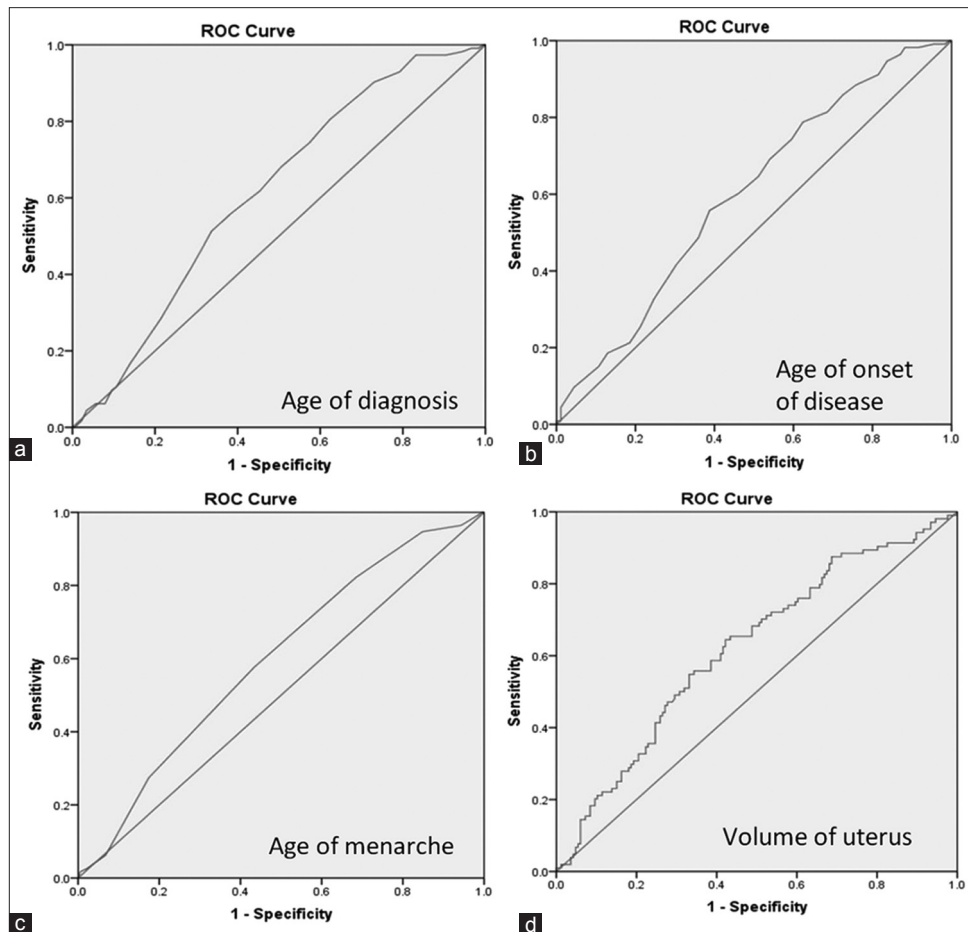 ROC Curve
1.0
0.8
0.6
0.4
0.2
0.0
Sensitivity
0.0 0.2 0.4 0.6 0.8 1.0
1 - Specificity
Age of diagnosis
a
ROC Curve
1.0
0.8
0.6
0.4
0.2
0.0
Sensitivity
0.0 0.2 0.4 0.6 0.8 1.0
1 - Specificity
Age of onset
of disease
b
ROC Curve
1.0
0.8
0.6
0.4
0.2
0.0
Sensitivity
0.0 0.2 0.4 0.6 0.8 1.0
1 - Specificity
Age of menarche
c
ROC Curve
1.0
0.8
0.6
0.4
0.2
0.0
Sensitivity
0.0 0.2 0.4 0.6 0.8 1.0
1 - Specificity
Volume of uterus
d